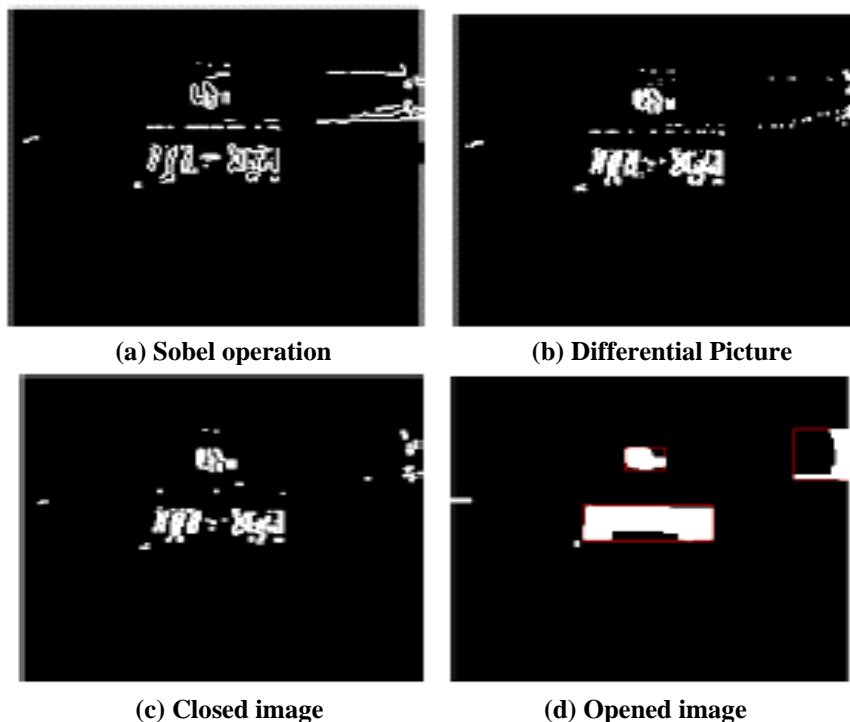 (a) Sobel operation
(b) Differential Picture
(c) Closed image
(d) Opened image